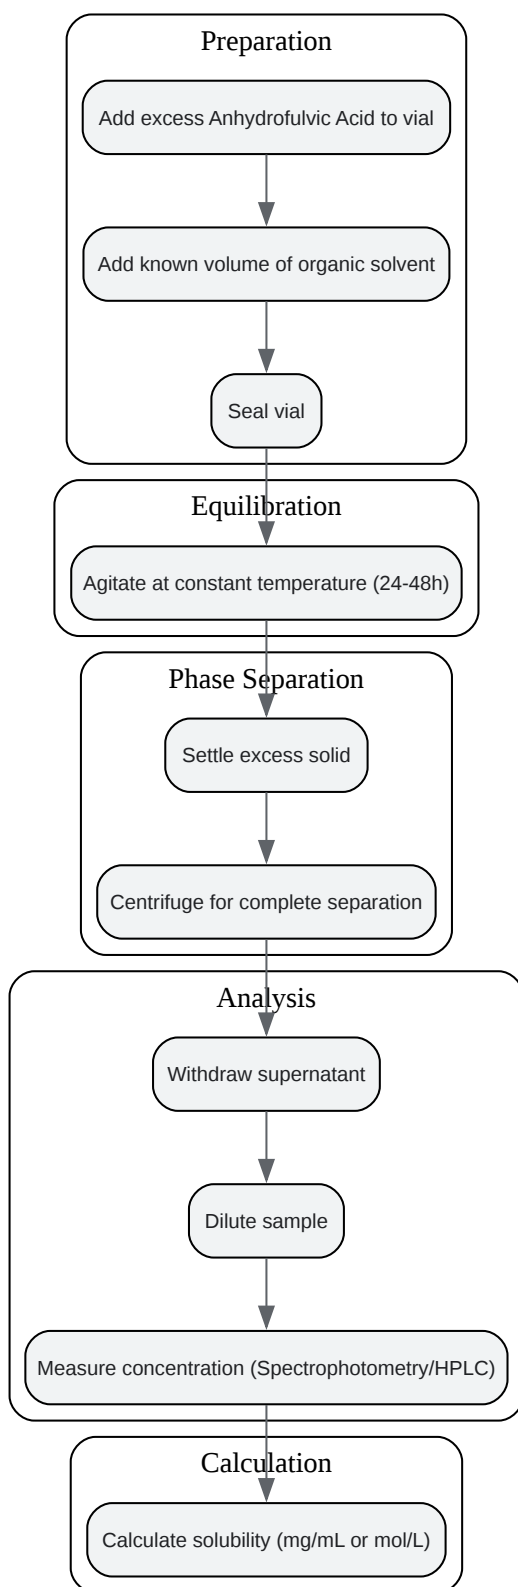 Preparation
Add excess Anhydrofulvic Acid to vial
Add known volume of organic solvent
Seal vial
Equilibration
Agitate at constant temperature (24-48h)
Phase Separation
Settle excess solid
Centrifuge for complete separation
Analysis
Withdraw supernatant
Dilute sample
Measure concentration (Spectrophotometry/HPLC)
Calculation
Calculate solubility (mg/mL or mol/L)